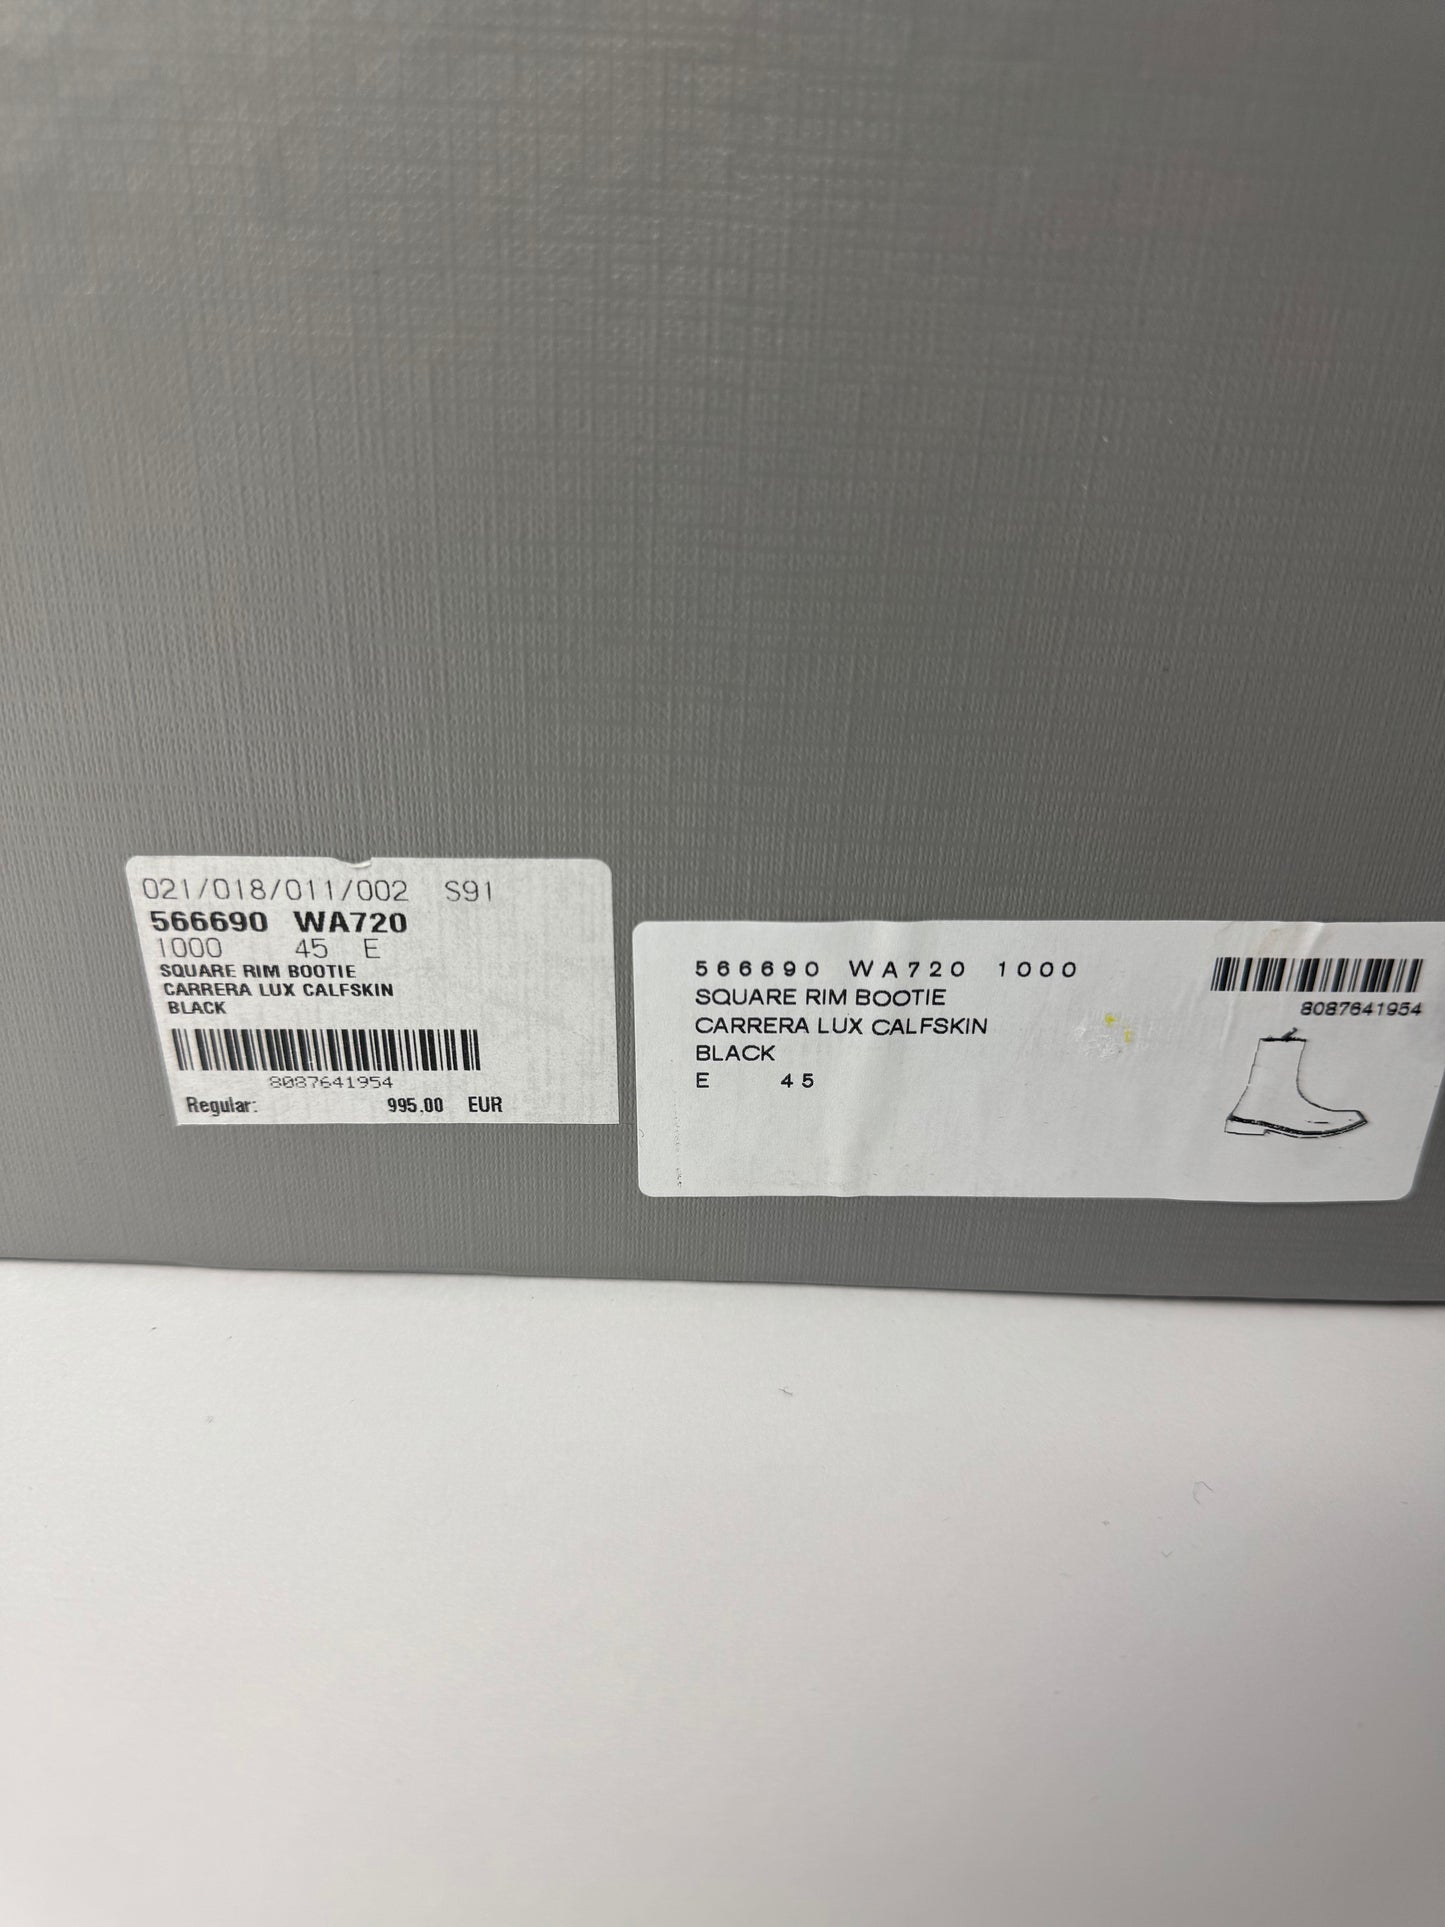 021/018/011/002 S91
566690 WA720
1000 45 E
SQUARE RIM BOOTIE
CARRERA LUX CALFSKIN
BLACK
8087641954
Regular: 995.00 EUR
566690 WA720 1000
SQUARE RIM BOOTIE
CARRERA LUX CALFSKIN
BLACK
E 45
8087641954